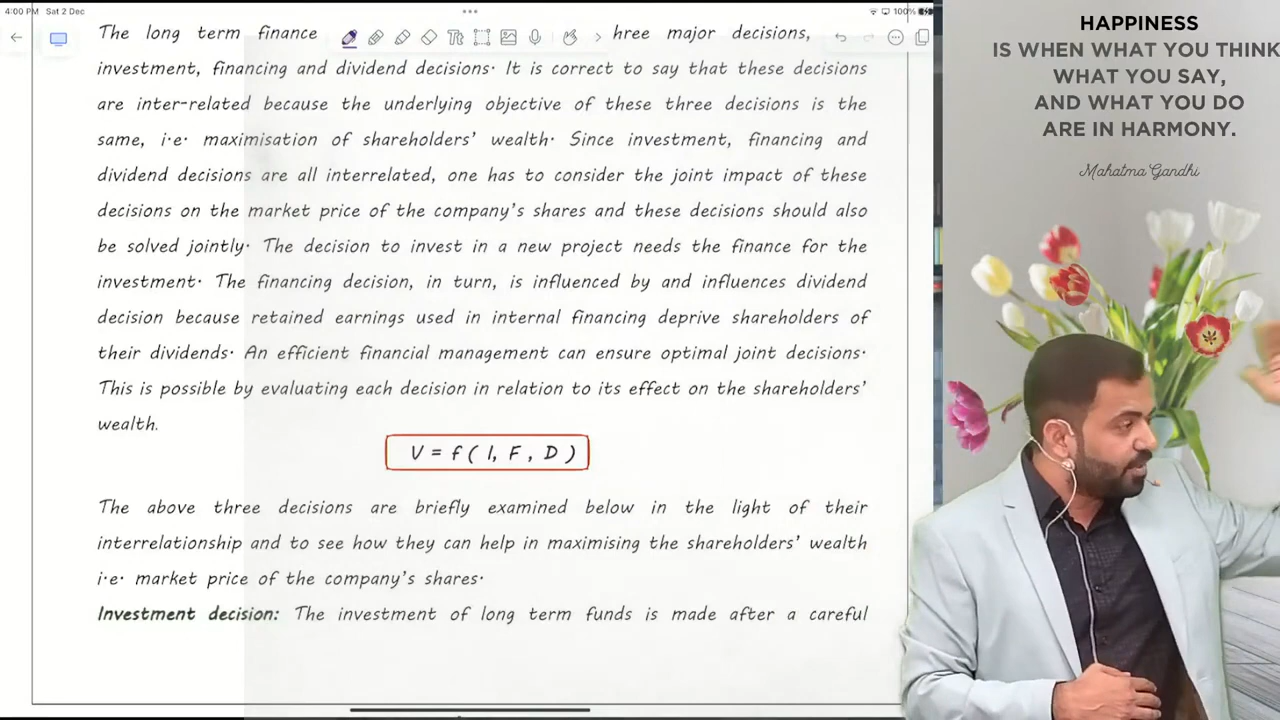 4:00 PM Sat 2 Dec
100%
The long term finance hree major decisions,
investment, financing and dividend decisions· It is correct to say that these decisions
are inter-related because the underlying objective of these three decisions is the
same, i·e· maximisation of shareholders' wealth· Since investment, financing and
dividend decisions are all interrelated, one has to consider the joint impact of these
decisions on the market price of the company's shares and these decisions should also
be solved jointly· The decision to invest in a new project needs the finance for the
investment· The financing decision, in turn, is influenced by and influences dividend
decision because retained earnings used in internal financing deprive shareholders of
their dividends· An efficient financial management can ensure optimal joint decisions·
This is possible by evaluating each decision in relation to its effect on the shareholders'
wealth.
V = f ( I, F , D )
The above three decisions are briefly examined below in the light of their
interrelationship and to see how they can help in maximising the shareholders' wealth
i·e· market price of the company's shares·
Investment decision: The investment of long term funds is made after a careful
HAPPINESS
IS WHEN WHAT YOU THINK
WHAT YOU SAY,
AND WHAT YOU DO
ARE IN HARMONY.
Mahatma Gandhi